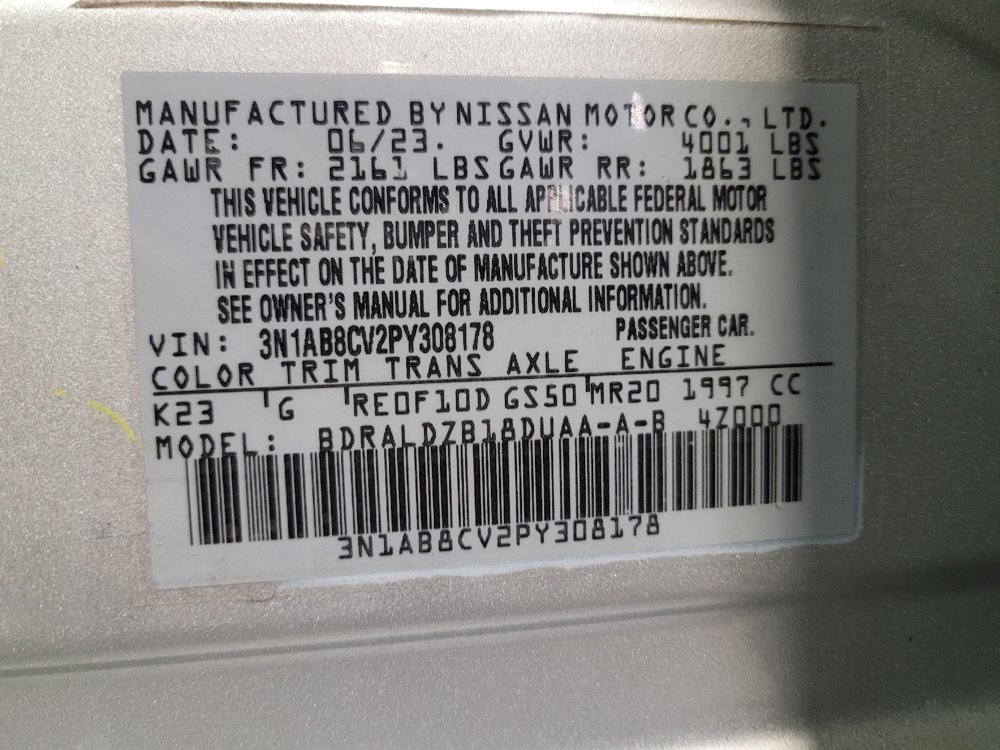 MANUFACTURED BY NISSAN MOTOR CO., LTD.
DATE: 06/23. GVWR: 4001 LBS
GAWR FR: 2161 LBS GAWR RR: 1863 LBS
THIS VEHICLE CONFORMS TO ALL APPLICABLE FEDERAL MOTOR
VEHICLE SAFETY, BUMPER AND THEFT PREVENTION STANDARDS
IN EFFECT ON THE DATE OF MANUFACTURE SHOWN ABOVE.
SEE OWNER'S MANUAL FOR ADDITIONAL INFORMATION.
VIN: 3N1AB8CV2PY308178 PASSENGER CAR.
COLOR TRIM TRANS AXLE ENGINE
K23 G RE0F10D GS50 MR20 1997 CC
MODEL: BDRALDZB18DUAA-A-B 4Z000
3N1AB8CV2PY308178